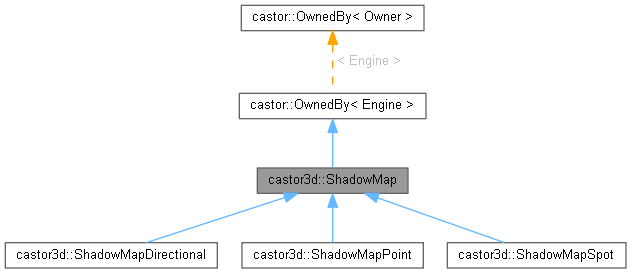 castor::OwnedBy< Owner >
< Engine >
castor::OwnedBy< Engine >
castor3d::ShadowMap
castor3d::ShadowMapDirectional
castor3d::ShadowMapPoint
castor3d::ShadowMapSpot